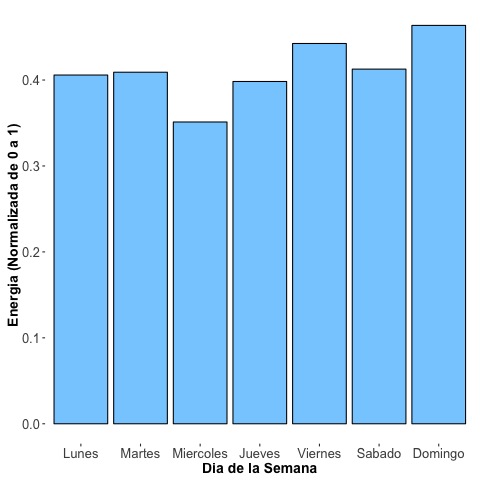 Energia (Normalizada de 0 a 1)
0.4
0.3
0.2
0.1
0.0
Lunes Martes Miercoles Jueves Viernes Sabado Domingo
Dia de la Semana